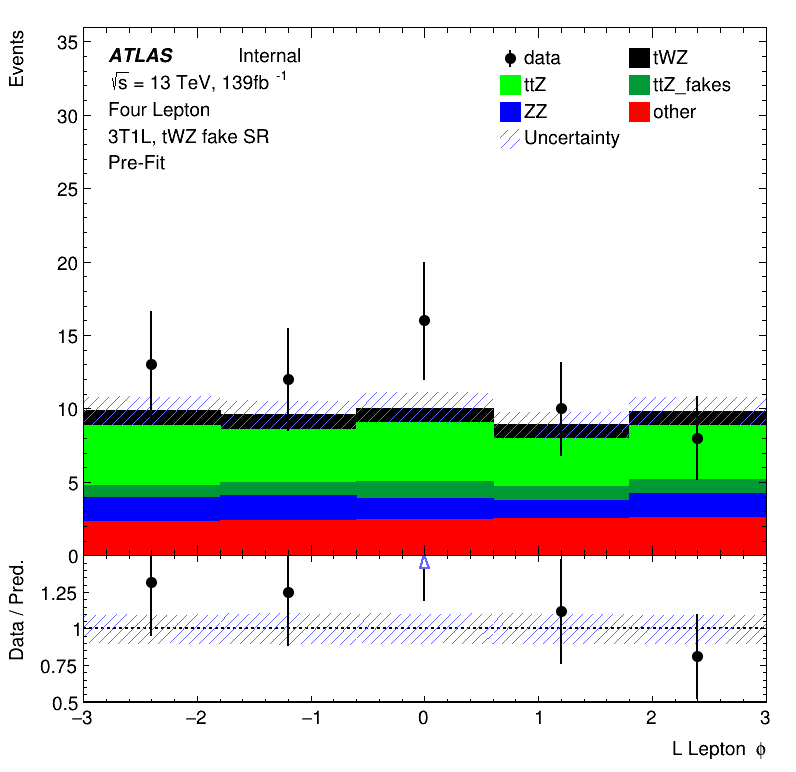 Events
35
30
25
20
15
10
5
0
ATLAS Internal
√s = 13 TeV, 139fb -1
Four Lepton
3T1L, tWZ fake SR
Pre-Fit
data tWZ
ttZ ttZ_fakes
ZZ other
Uncertainty
Data / Pred.
1.25
1
0.75
0.5
−3 −2 −1 0 1 2 3
L Lepton ϕ